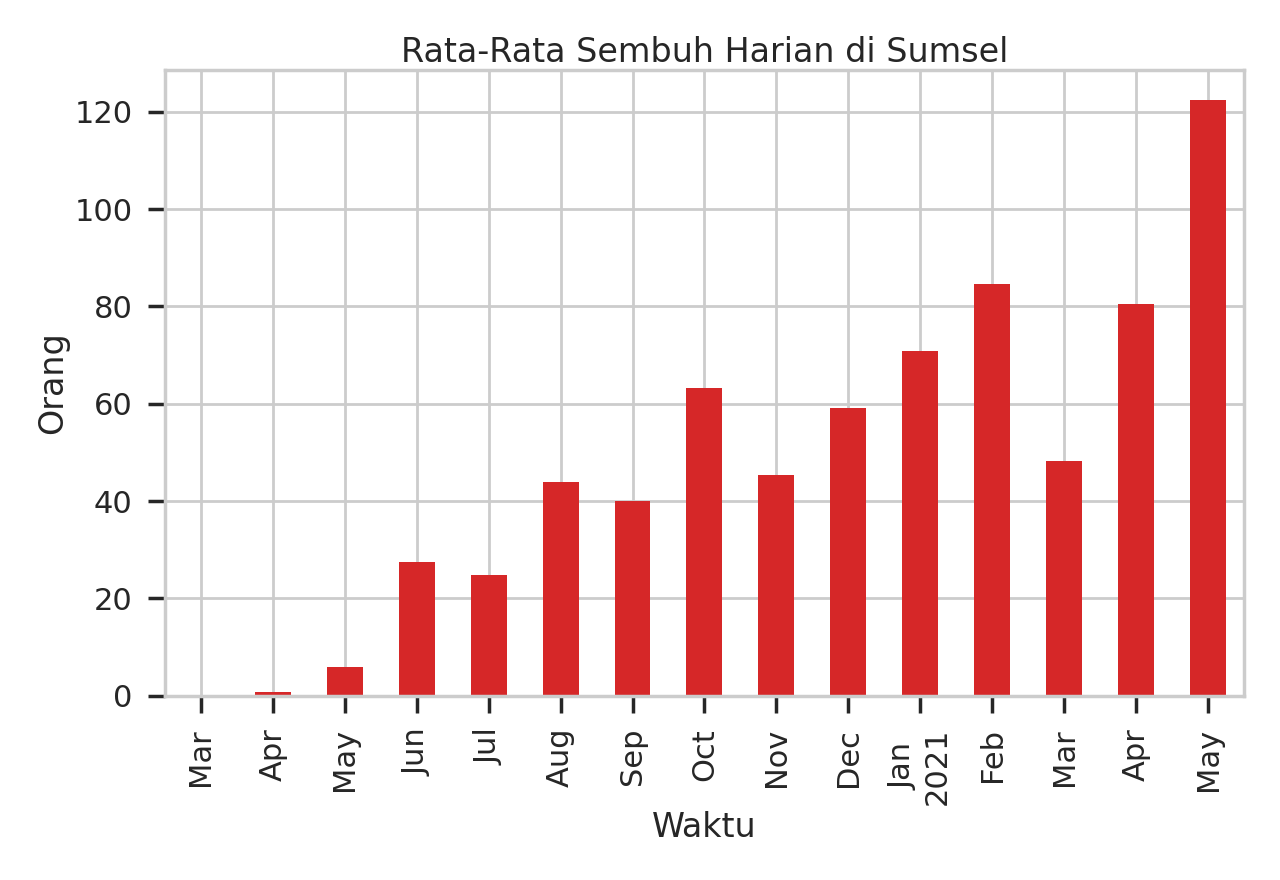 Rata-Rata Sembuh Harian di Sumsel
120
100
80
60
40
20
0
Orang
Mar
Apr
May
Jun
Jul
Aug
Sep
Oct
Nov
Dec
Jan
2021
Feb
Mar
Apr
May
Waktu